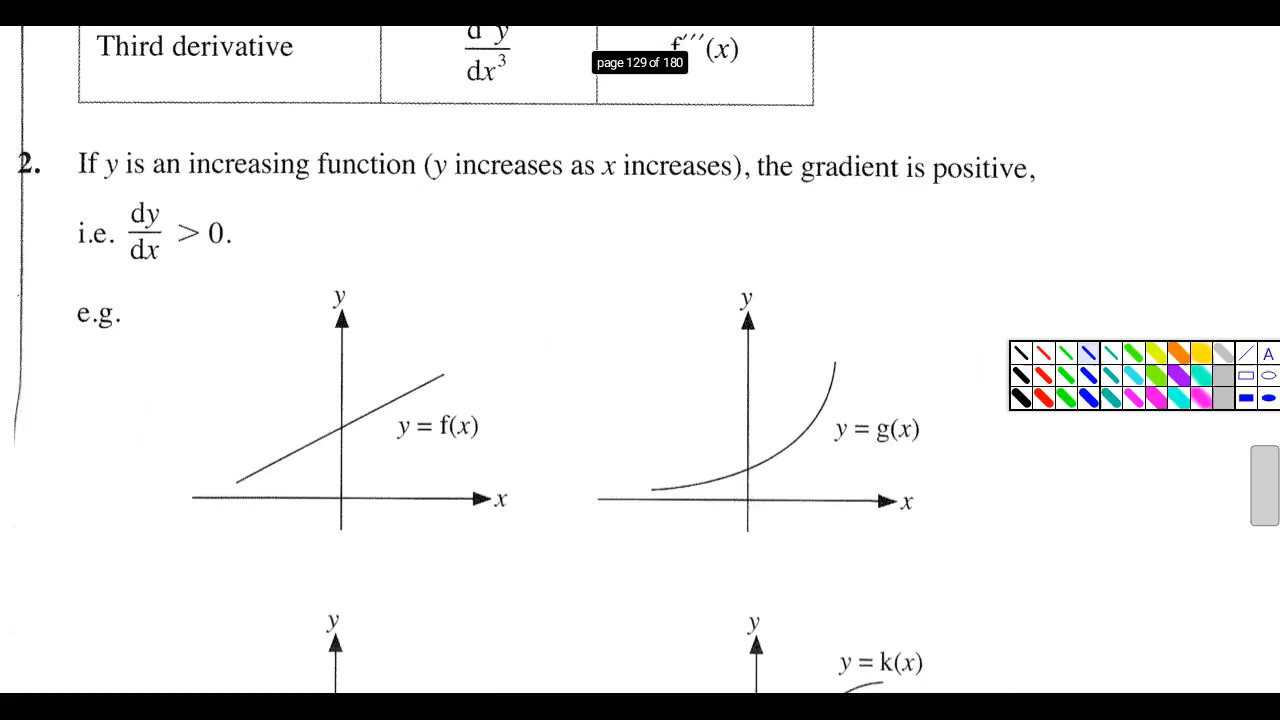 Third derivative
d y
dx³
f′′′(x)
page 129 of 180
2. If y is an increasing function (y increases as x increases), the gradient is positive,
i.e. dy/dx > 0.
e.g.
y
y
y = f(x)
y = g(x)
x
x
y
y
y = k(x)
A